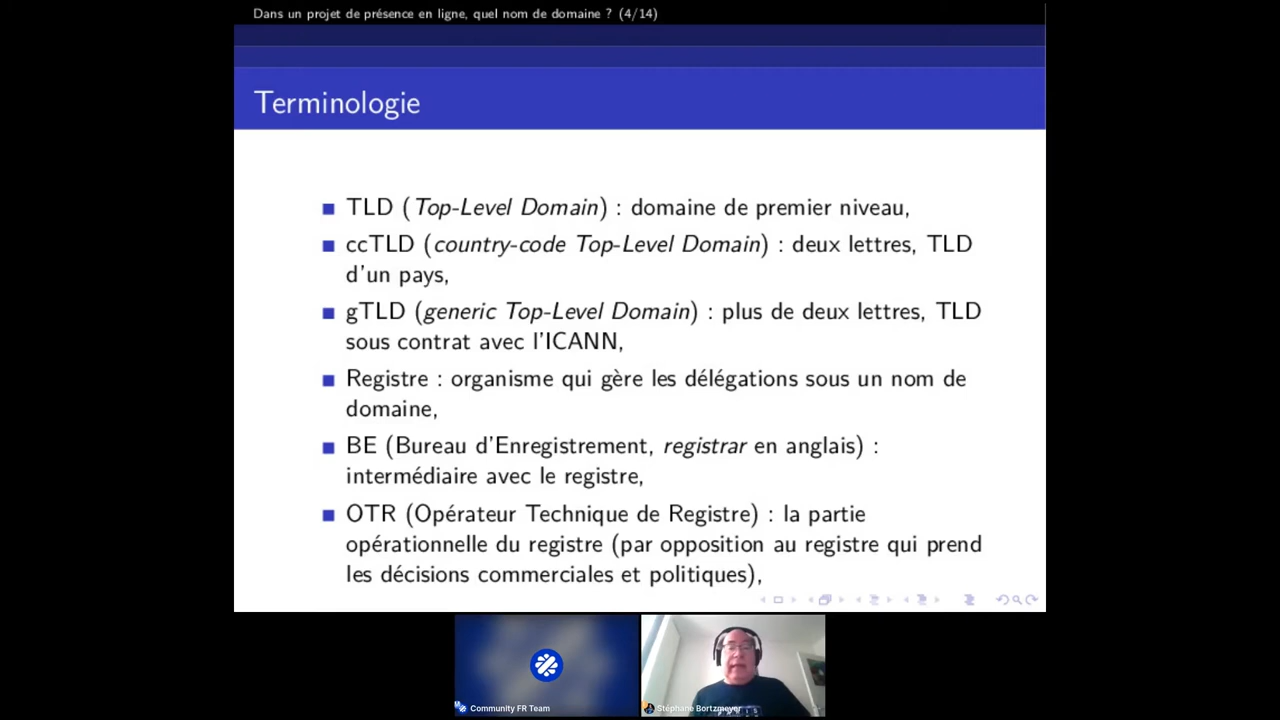 Dans un projet de présence en ligne, quel nom de domaine ? (4/14)
Terminologie
TLD (Top-Level Domain) : domaine de premier niveau,
ccTLD (country-code Top-Level Domain) : deux lettres, TLD
d'un pays,
gTLD (generic Top-Level Domain) : plus de deux lettres, TLD
sous contrat avec l'ICANN,
Registre : organisme qui gère les délégations sous un nom de
domaine,
BE (Bureau d'Enregistrement, registrar en anglais) :
intermédiaire avec le registre,
OTR (Opérateur Technique de Registre) : la partie
opérationnelle du registre (par opposition au registre qui prend
les décisions commerciales et politiques),
Community FR Team
Stéphane Bortzmeyer